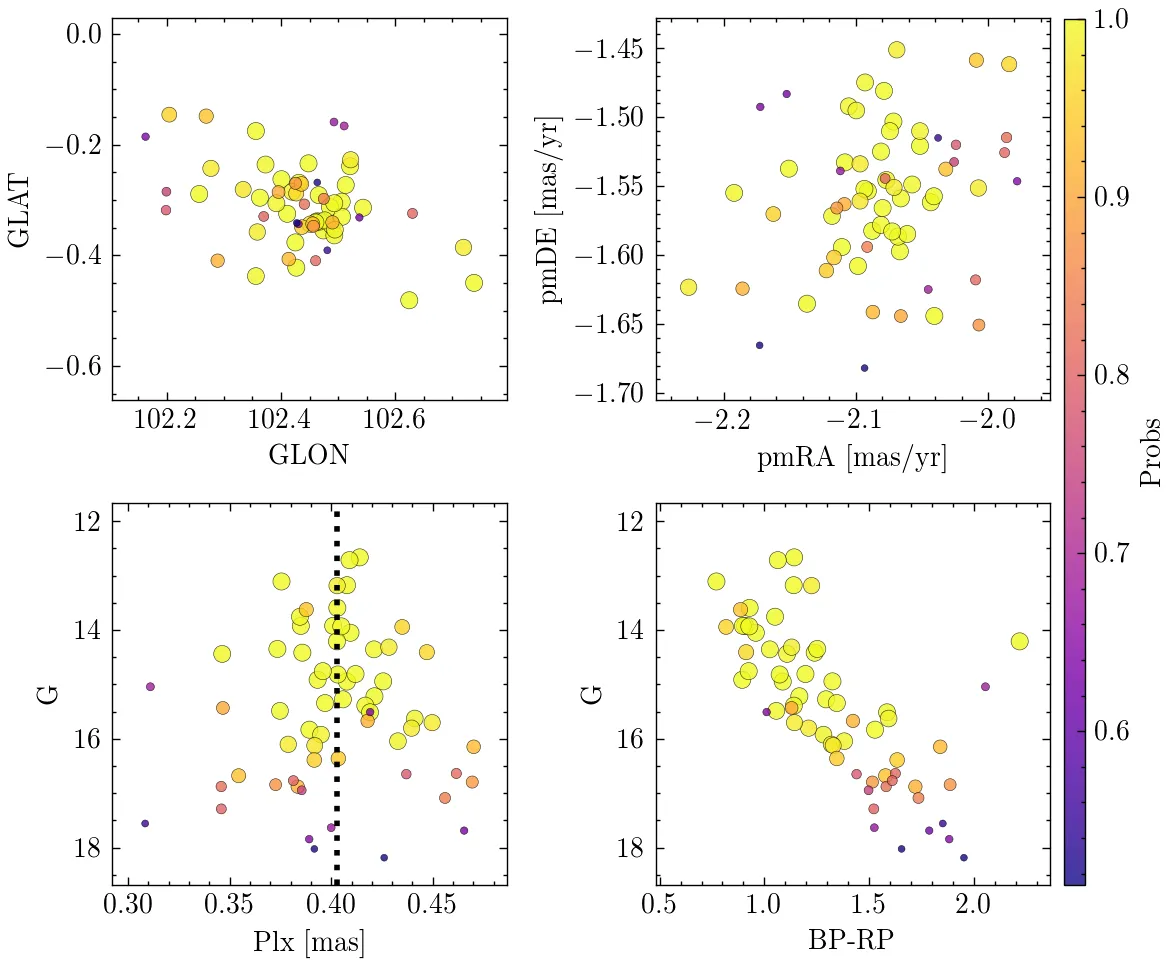 0.0
−0.2
−0.4
−0.6
GLAT
102.2 102.4 102.6
GLON
−1.45
−1.50
−1.55
−1.60
−1.65
−1.70
pmDE [mas/yr]
−2.2 −2.1 −2.0
pmRA [mas/yr]
1.0
0.9
0.8
0.7
0.6
Probs
12
14
16
18
G
0.30 0.35 0.40 0.45
Plx [mas]
12
14
16
18
G
0.5 1.0 1.5 2.0
BP-RP